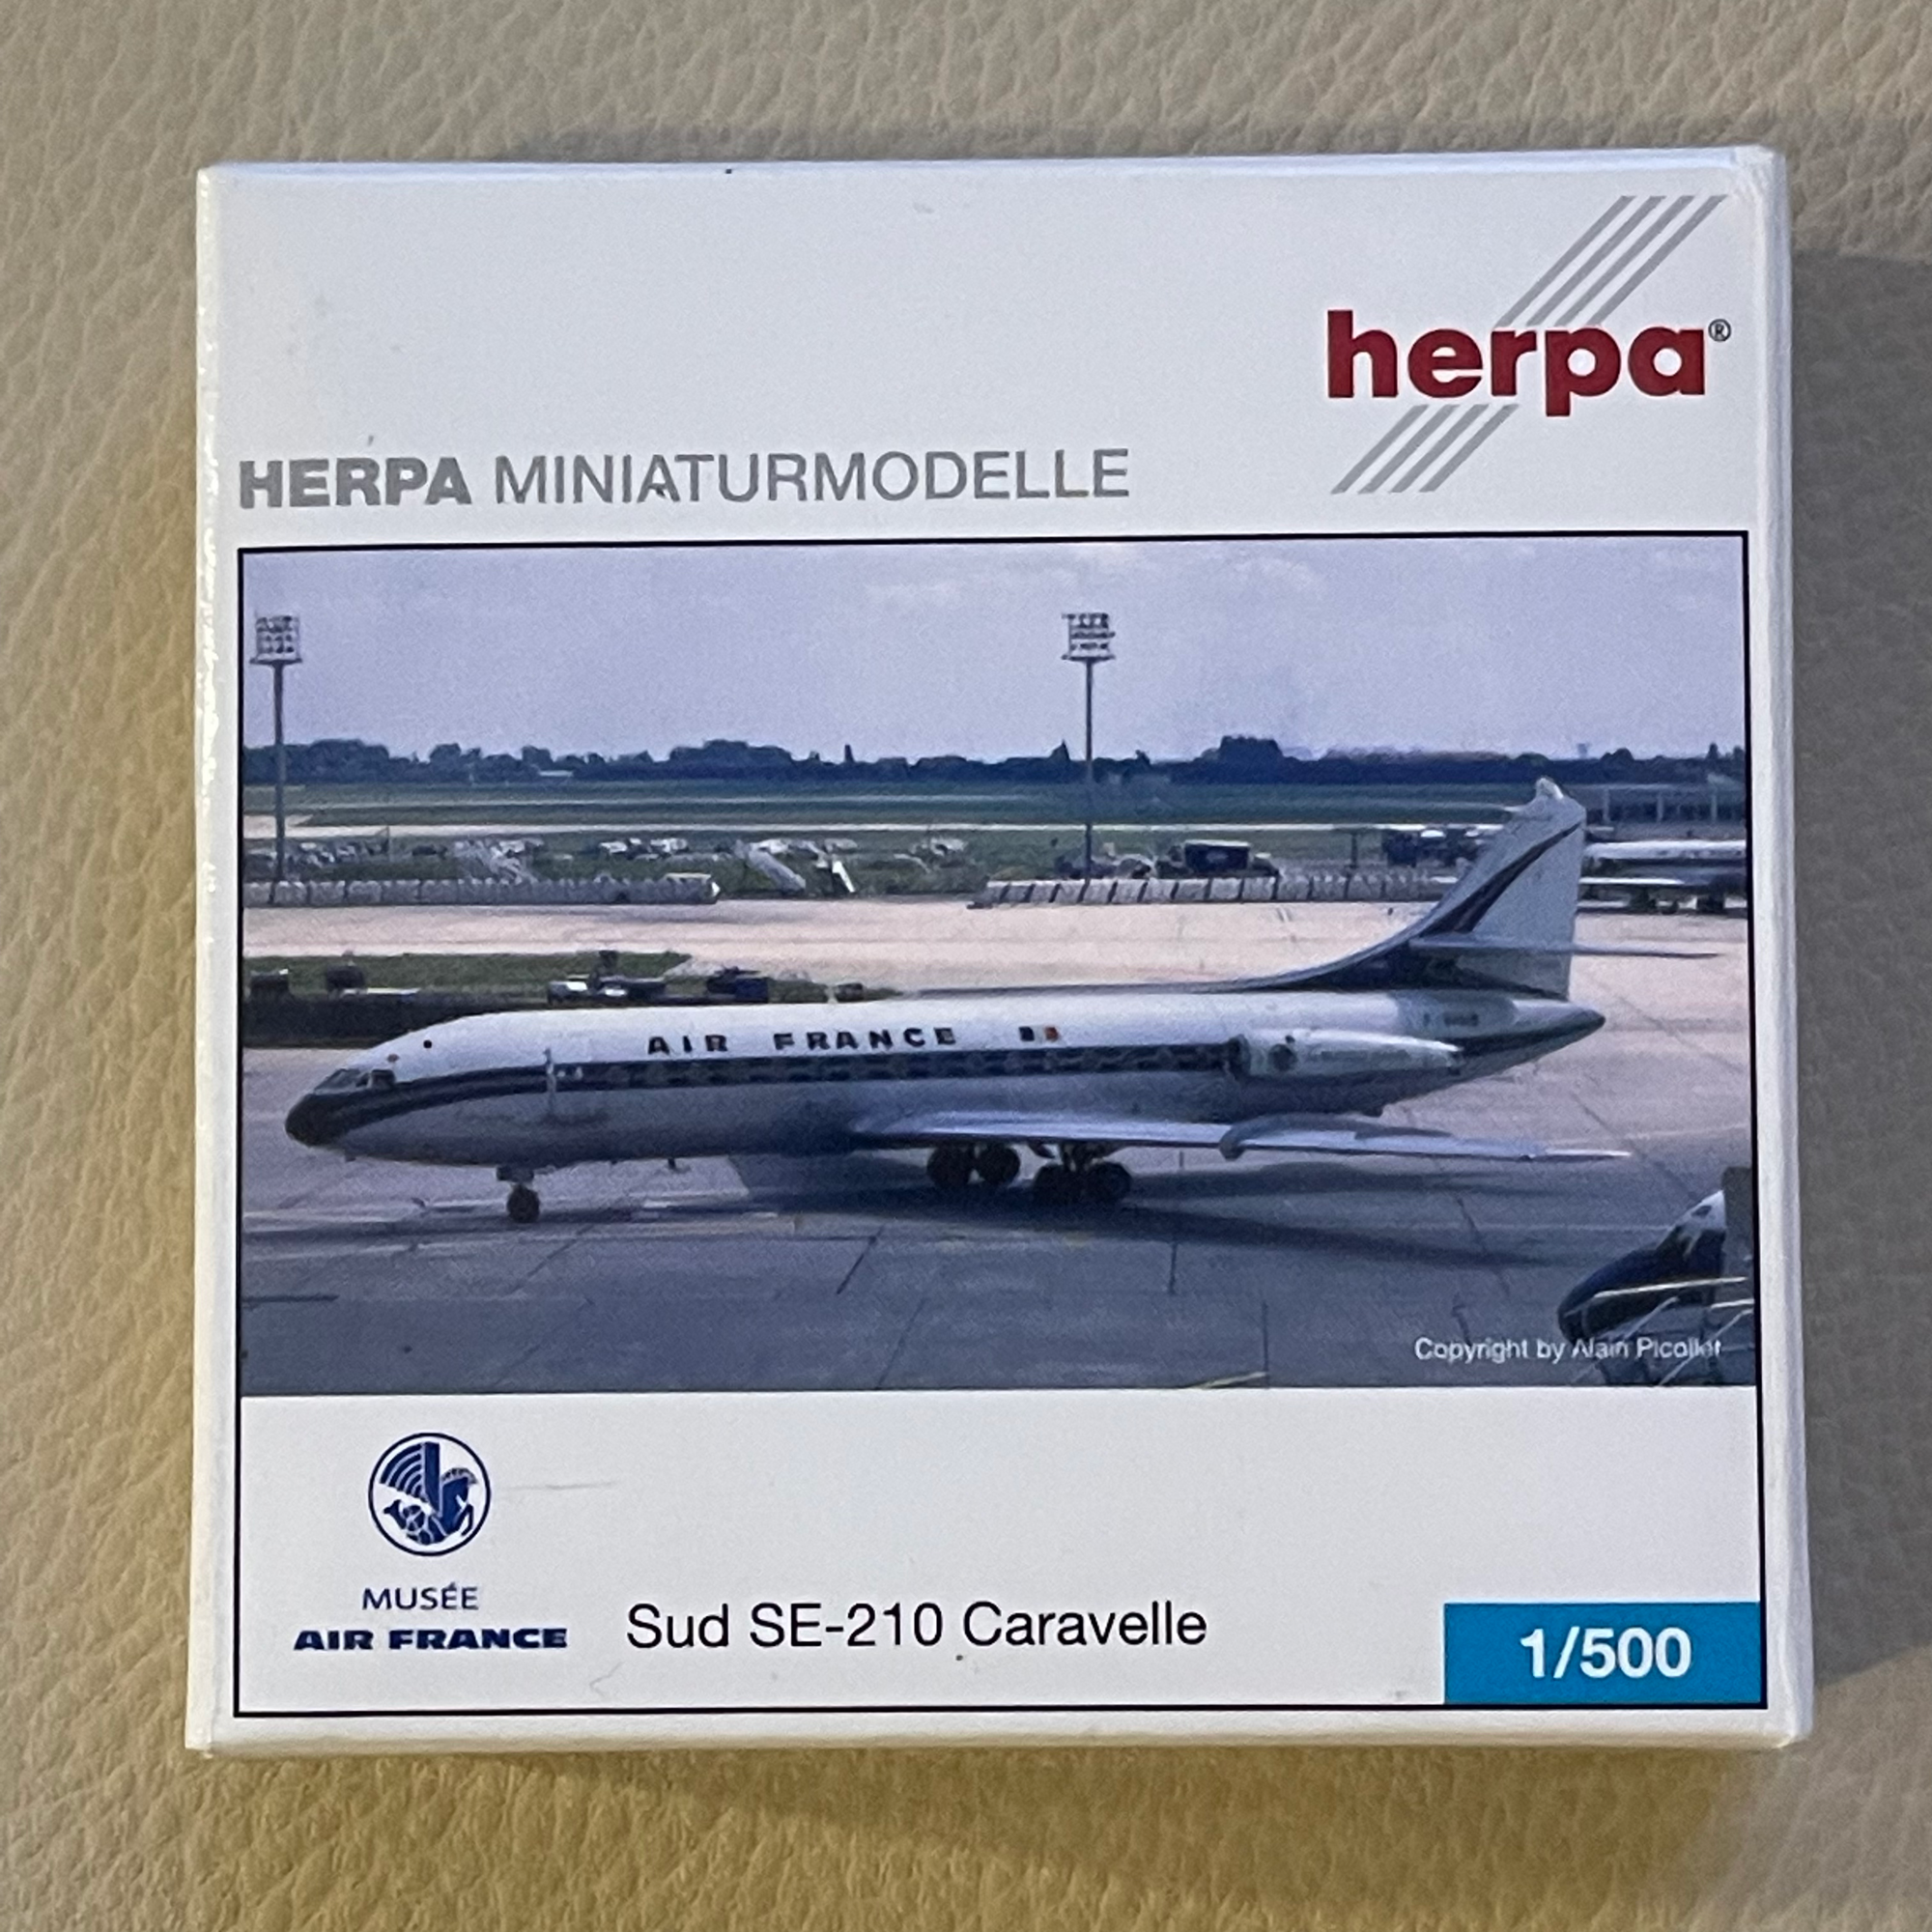 herpa®
HERPA MINIATURMODELLE
AIR FRANCE
Copyright by Alain Picollet
MUSÉE
AIR FRANCE
Sud SE-210 Caravelle
1/500